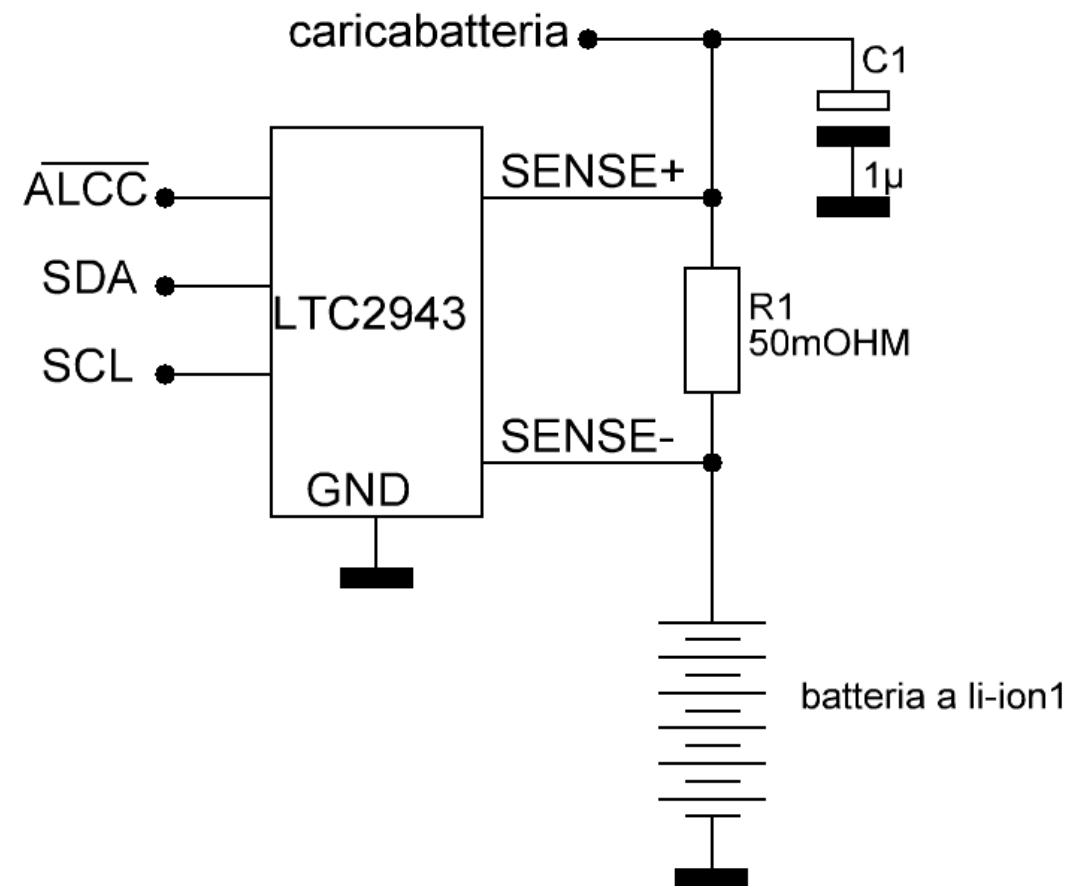 caricabatteria
C1
1µ
ALCC
SENSE+
SDA
LTC2943
R1
50mOHM
SCL
SENSE-
GND
batteria a li-ion1